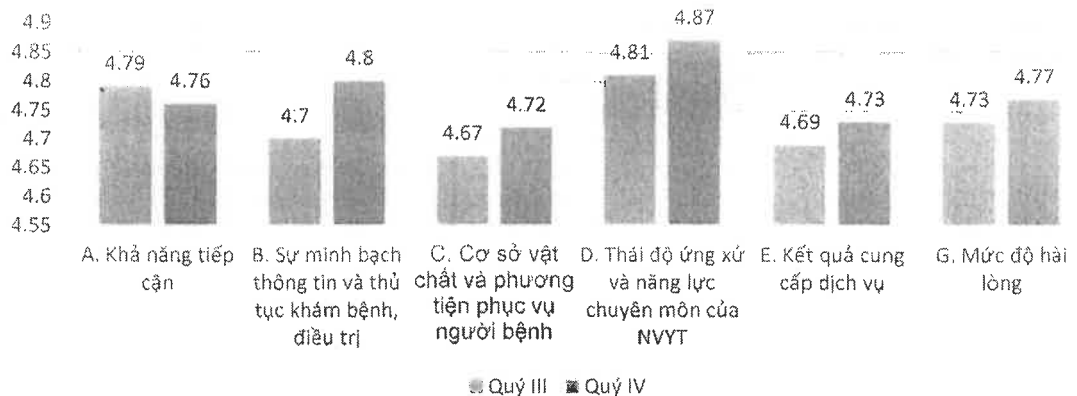 4.9
4.85
4.8
4.75
4.7
4.65
4.6
4.55
4.79
4.76
4.7
4.8
4.67
4.72
4.81
4.87
4.69
4.73
4.73
4.77
A. Khả năng tiếp
cận
B. Sự minh bạch
thông tin và thủ
tục khám bệnh,
điều trị
C. Cơ sở vật
chất và phương
tiện phục vụ
người bệnh
D. Thái độ ứng xử
và năng lực
chuyên môn của
NVYT
E. Kết quả cung
cấp dịch vụ
G. Mức độ hài
lòng
Quý III
Quý IV